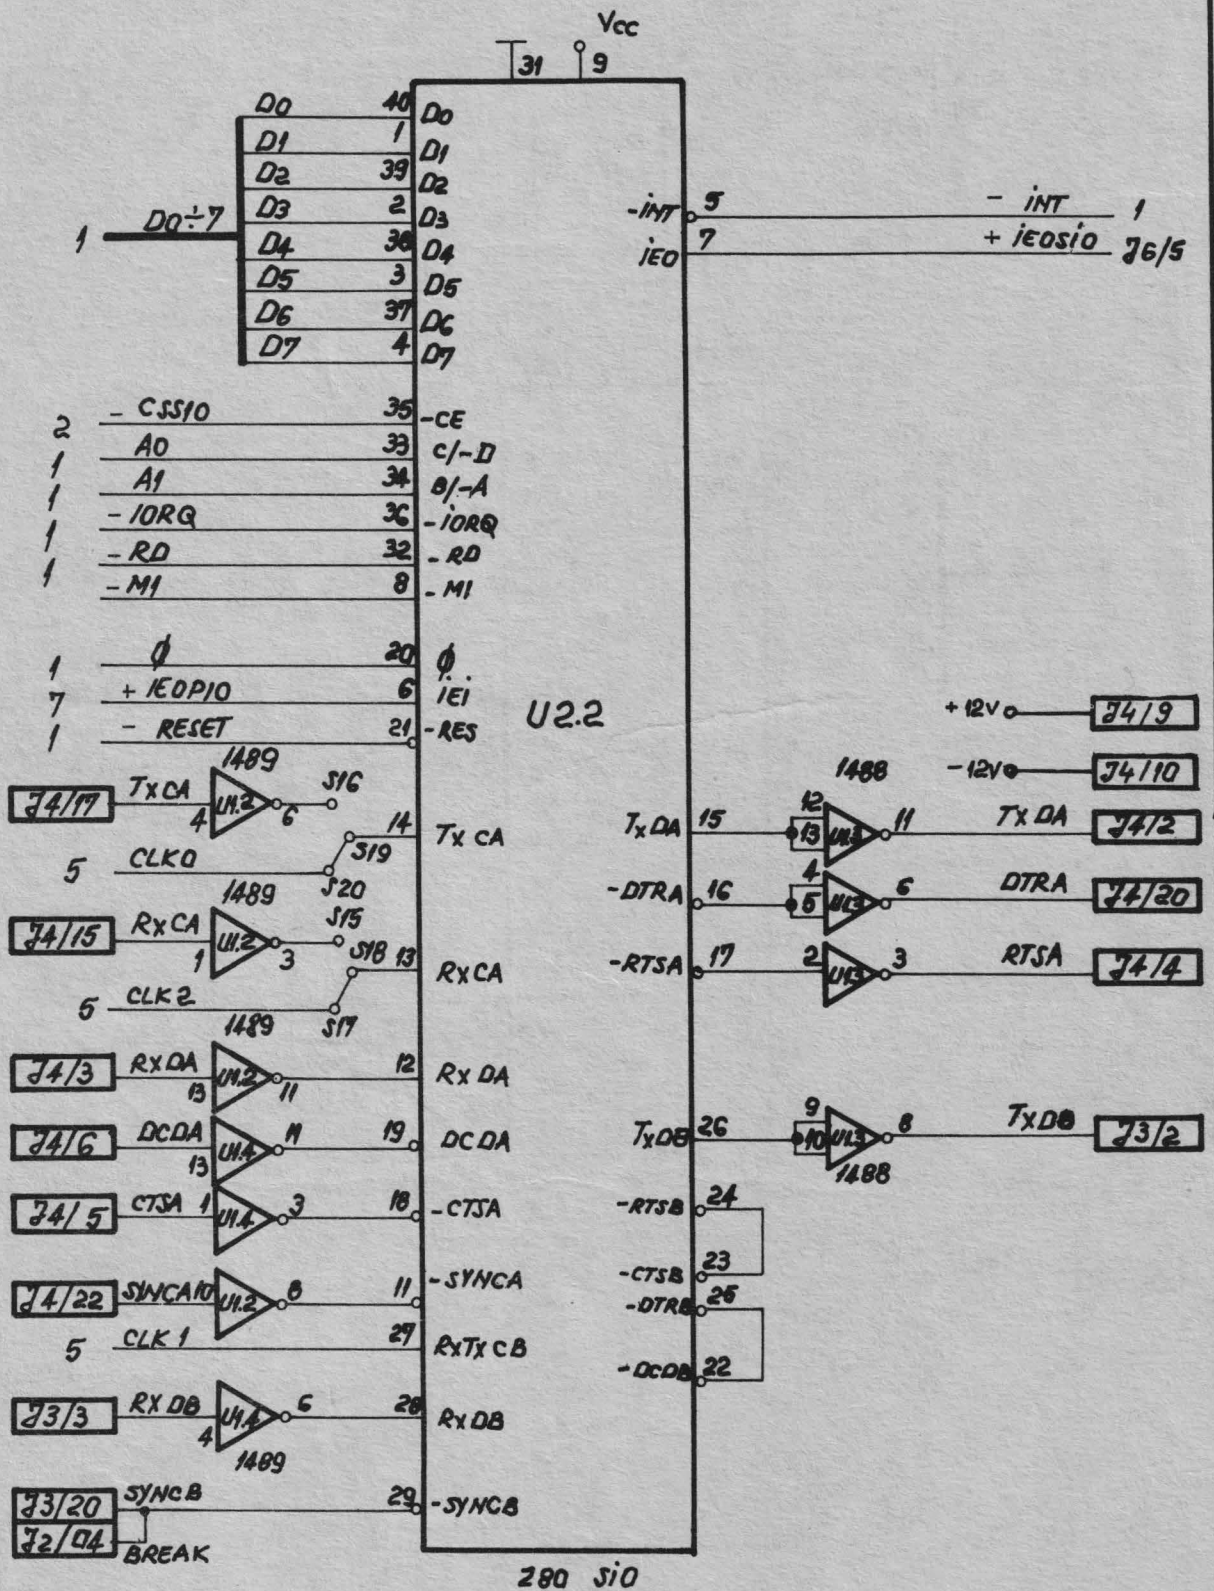 Vcc
31 9
D0 40 D0
D1 1 D1
D2 39 D2
D3 2 D3
1 D0÷7
D4 38 D4
D5 3 D5
D6 37 D6
D7 4 D7
-INT 5 - INT 1
IEO 7 + IEOSIO J6/5
2 - CSSIO 35 -CE
1 A0 33 C/-D
1 A1 34 B/-A
1 - IORQ 36 -IORQ
1 - RD 32 - RD
- M1 8 - M1
1 ϕ 20 ϕ
7 + IEOPIO 6 IEI
1 - RESET 21 -RES
U2.2
+12V J4/9
-12V J4/10
1489
J4/17 TXCA 4 U1.2 6 S16
14 TXCA
S19
5 CLK0 S20
1489
J4/15 RXCA 1 U1.2 3 S15
S18 13 RXCA
5 CLK2 S17
1489
J4/3 RXDA 13 U1.2 11 12 RXDA
J4/6 DCDA 13 U1.4 11 19 DCDA
J4/5 CTSA 1 U1.4 3 18 -CTSA
J4/22 SYNCA 10 U1.2 8 11 -SYNCA
5 CLK1 27 RXTXCB
J3/3 RXDB 4 U1.4 6 28 RXDB
1489
J3/20 SYNCB 29 -SYNCB
J2/04 BREAK
1488
TXDA 15 12 13 U1.3 11 TXDA J4/2
-DTRA 16 4 5 U1.3 6 DTRA J4/20
-RTSA 17 2 U1.3 3 RTSA J4/4
TXDB 26 9 10 U1.3 8 TXDB J3/2
1488
-RTSB 24
-CTSB 23
-DTRB 25
-DCDB 22
Z80 SIO